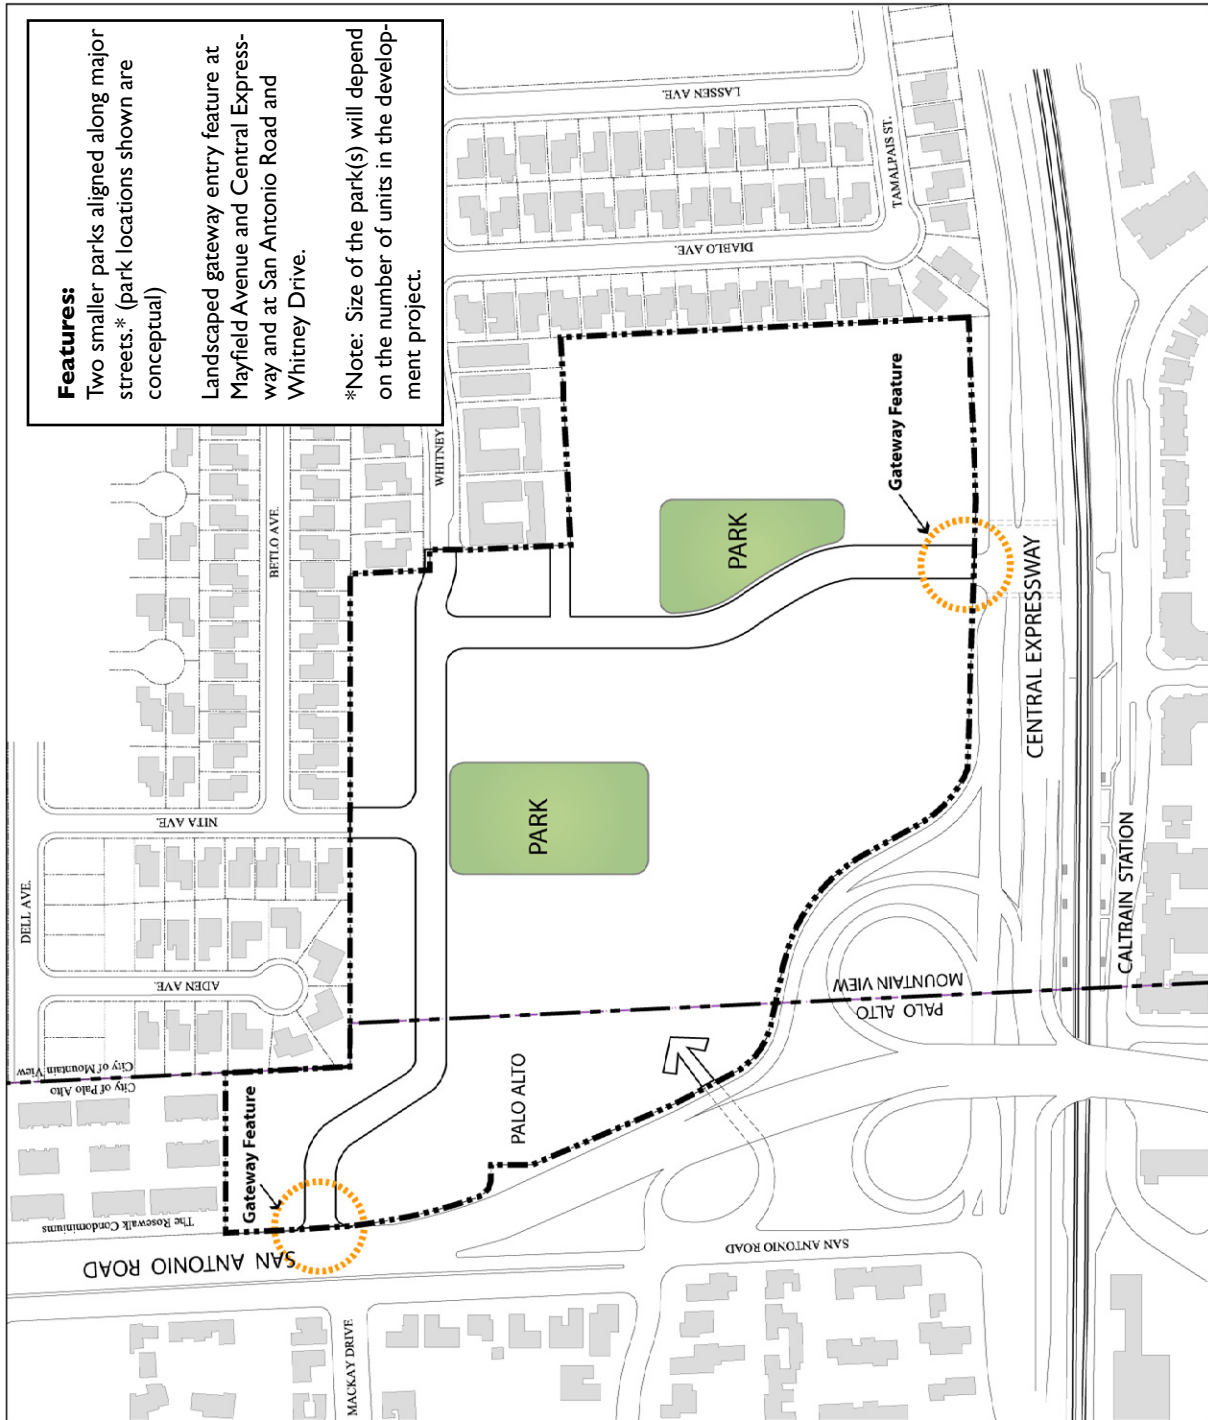 Features:
Two smaller parks aligned along major
streets.* (park locations shown are
conceptual)
Landscaped gateway entry feature at
Mayfield Avenue and Central Express-
way and at San Antonio Road and
Whitney Drive.
*Note: Size of the park(s) will depend
on the number of units in the develop-
ment project.
DELL AVE.
ADEN AVE.
NITA AVE.
BETLO AVE.
WHITNEY
DIABLO AVE.
LASSEN AVE.
TAMALPAIS ST.
City of Mountain View
City of Palo Alto
The Rosewalk Condominiums
Gateway Feature
SAN ANTONIO ROAD
MACKAY DRIVE
PALO ALTO
PARK
PARK
Gateway Feature
SAN ANTONIO ROAD
PALO ALTO
MOUNTAIN VIEW
CENTRAL EXPRESSWAY
CALTRAIN STATION